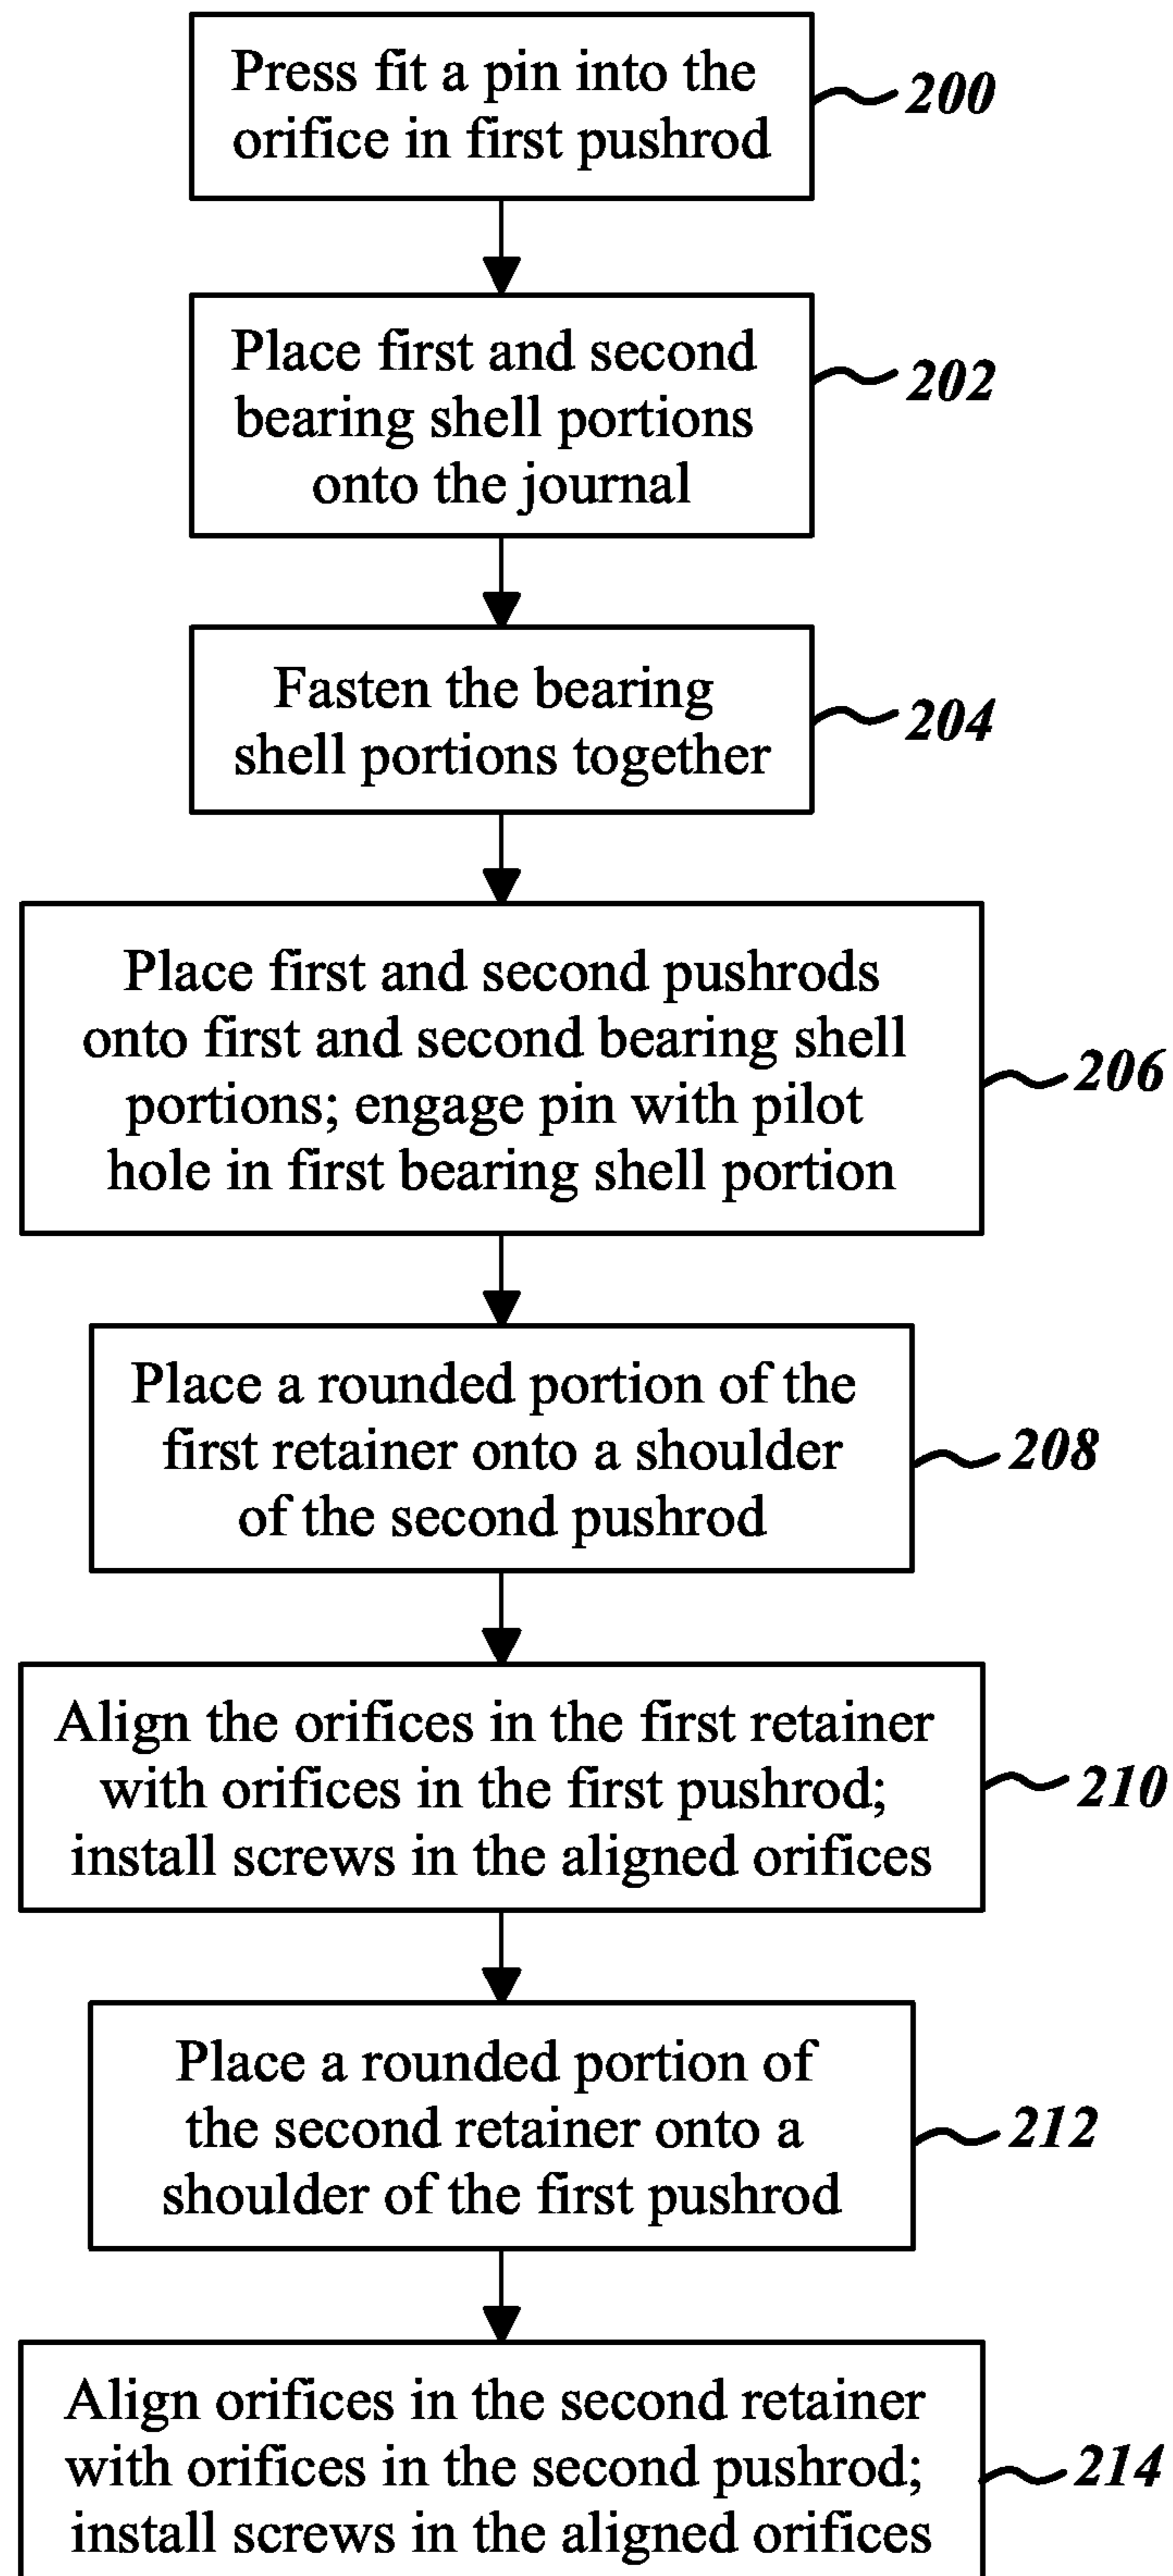 Press fit a pin into the
orifice in first pushrod
200
Place first and second
bearing shell portions
onto the journal
202
Fasten the bearing
shell portions together
204
Place first and second pushrods
onto first and second bearing shell
portions; engage pin with pilot
hole in first bearing shell portion
206
Place a rounded portion of the
first retainer onto a shoulder
of the second pushrod
208
Align the orifices in the first retainer
with orifices in the first pushrod;
install screws in the aligned orifices
210
Place a rounded portion of
the second retainer onto a
shoulder of the first pushrod
212
Align orifices in the second retainer
with orifices in the second pushrod;
install screws in the aligned orifices
214